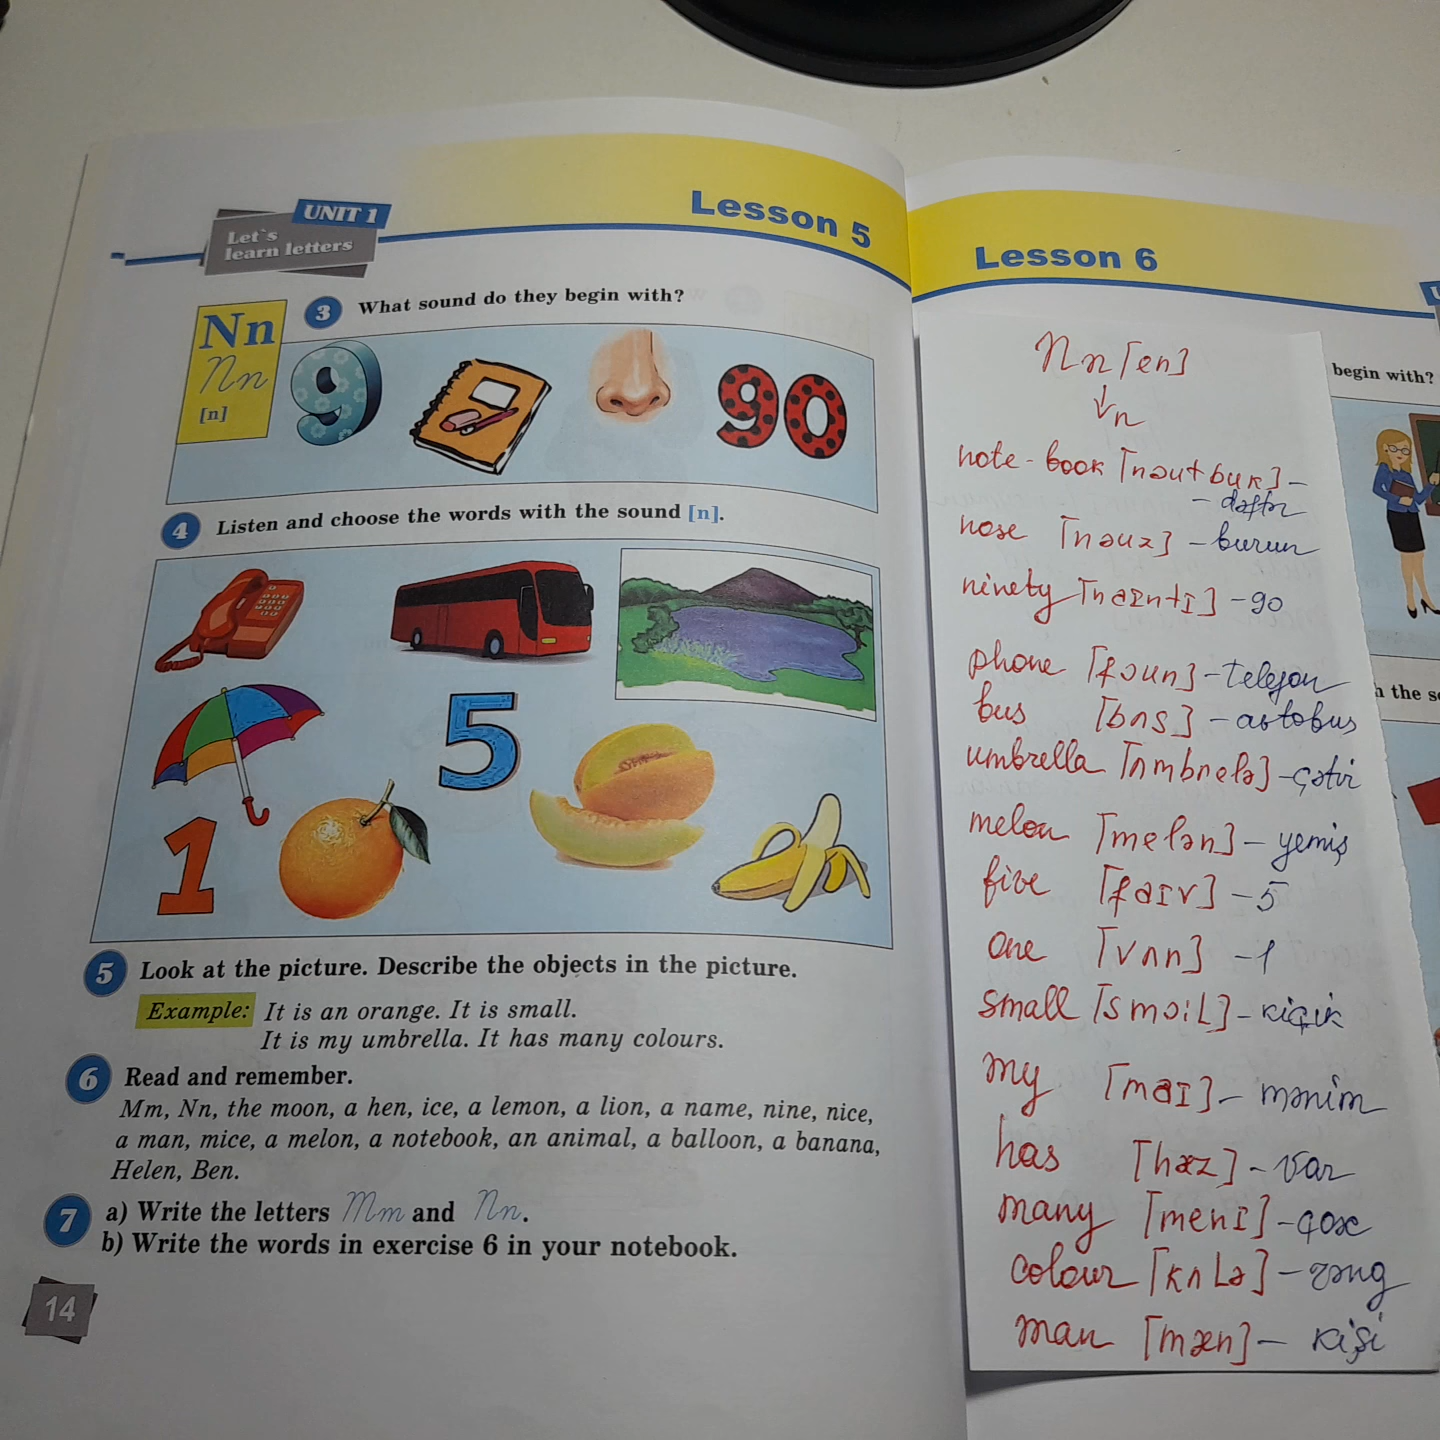 UNIT 1
Let`s
learn letters
Lesson 5
Nn
Nn
[n]
3 What sound do they begin with?
9
90
4 Listen and choose the words with the sound [n].
5
1
5 Look at the picture. Describe the objects in the picture.
Example: It is an orange. It is small.
It is my umbrella. It has many colours.
6 Read and remember.
Mm, Nn, the moon, a hen, ice, a lemon, a lion, a name, nine, nice,
a man, mice, a melon, a notebook, an animal, a balloon, a banana,
Helen, Ben.
7 a) Write the letters Mm and Nn.
b) Write the words in exercise 6 in your notebook.
14
Lesson 6
begin with?
h the
Nn [en]
↓n
note-book [nəutbuk] –
– dəftər
nose [nəuz] – burun
ninety [naıntı] – 90
phone [fəun] – telefon
bus [bʌs] – avtobus
umbrella [ʌmbrelə] – çətir
melon [melən] – yemiş
five [faıv] – 5
one [vʌn] – 1
small [smɔ:l] – kiçik
my [maı] – mənim
has [hæz] – var
many [menı] – çox
colour [kʌlə] – rəng
man [mæn] – kişi